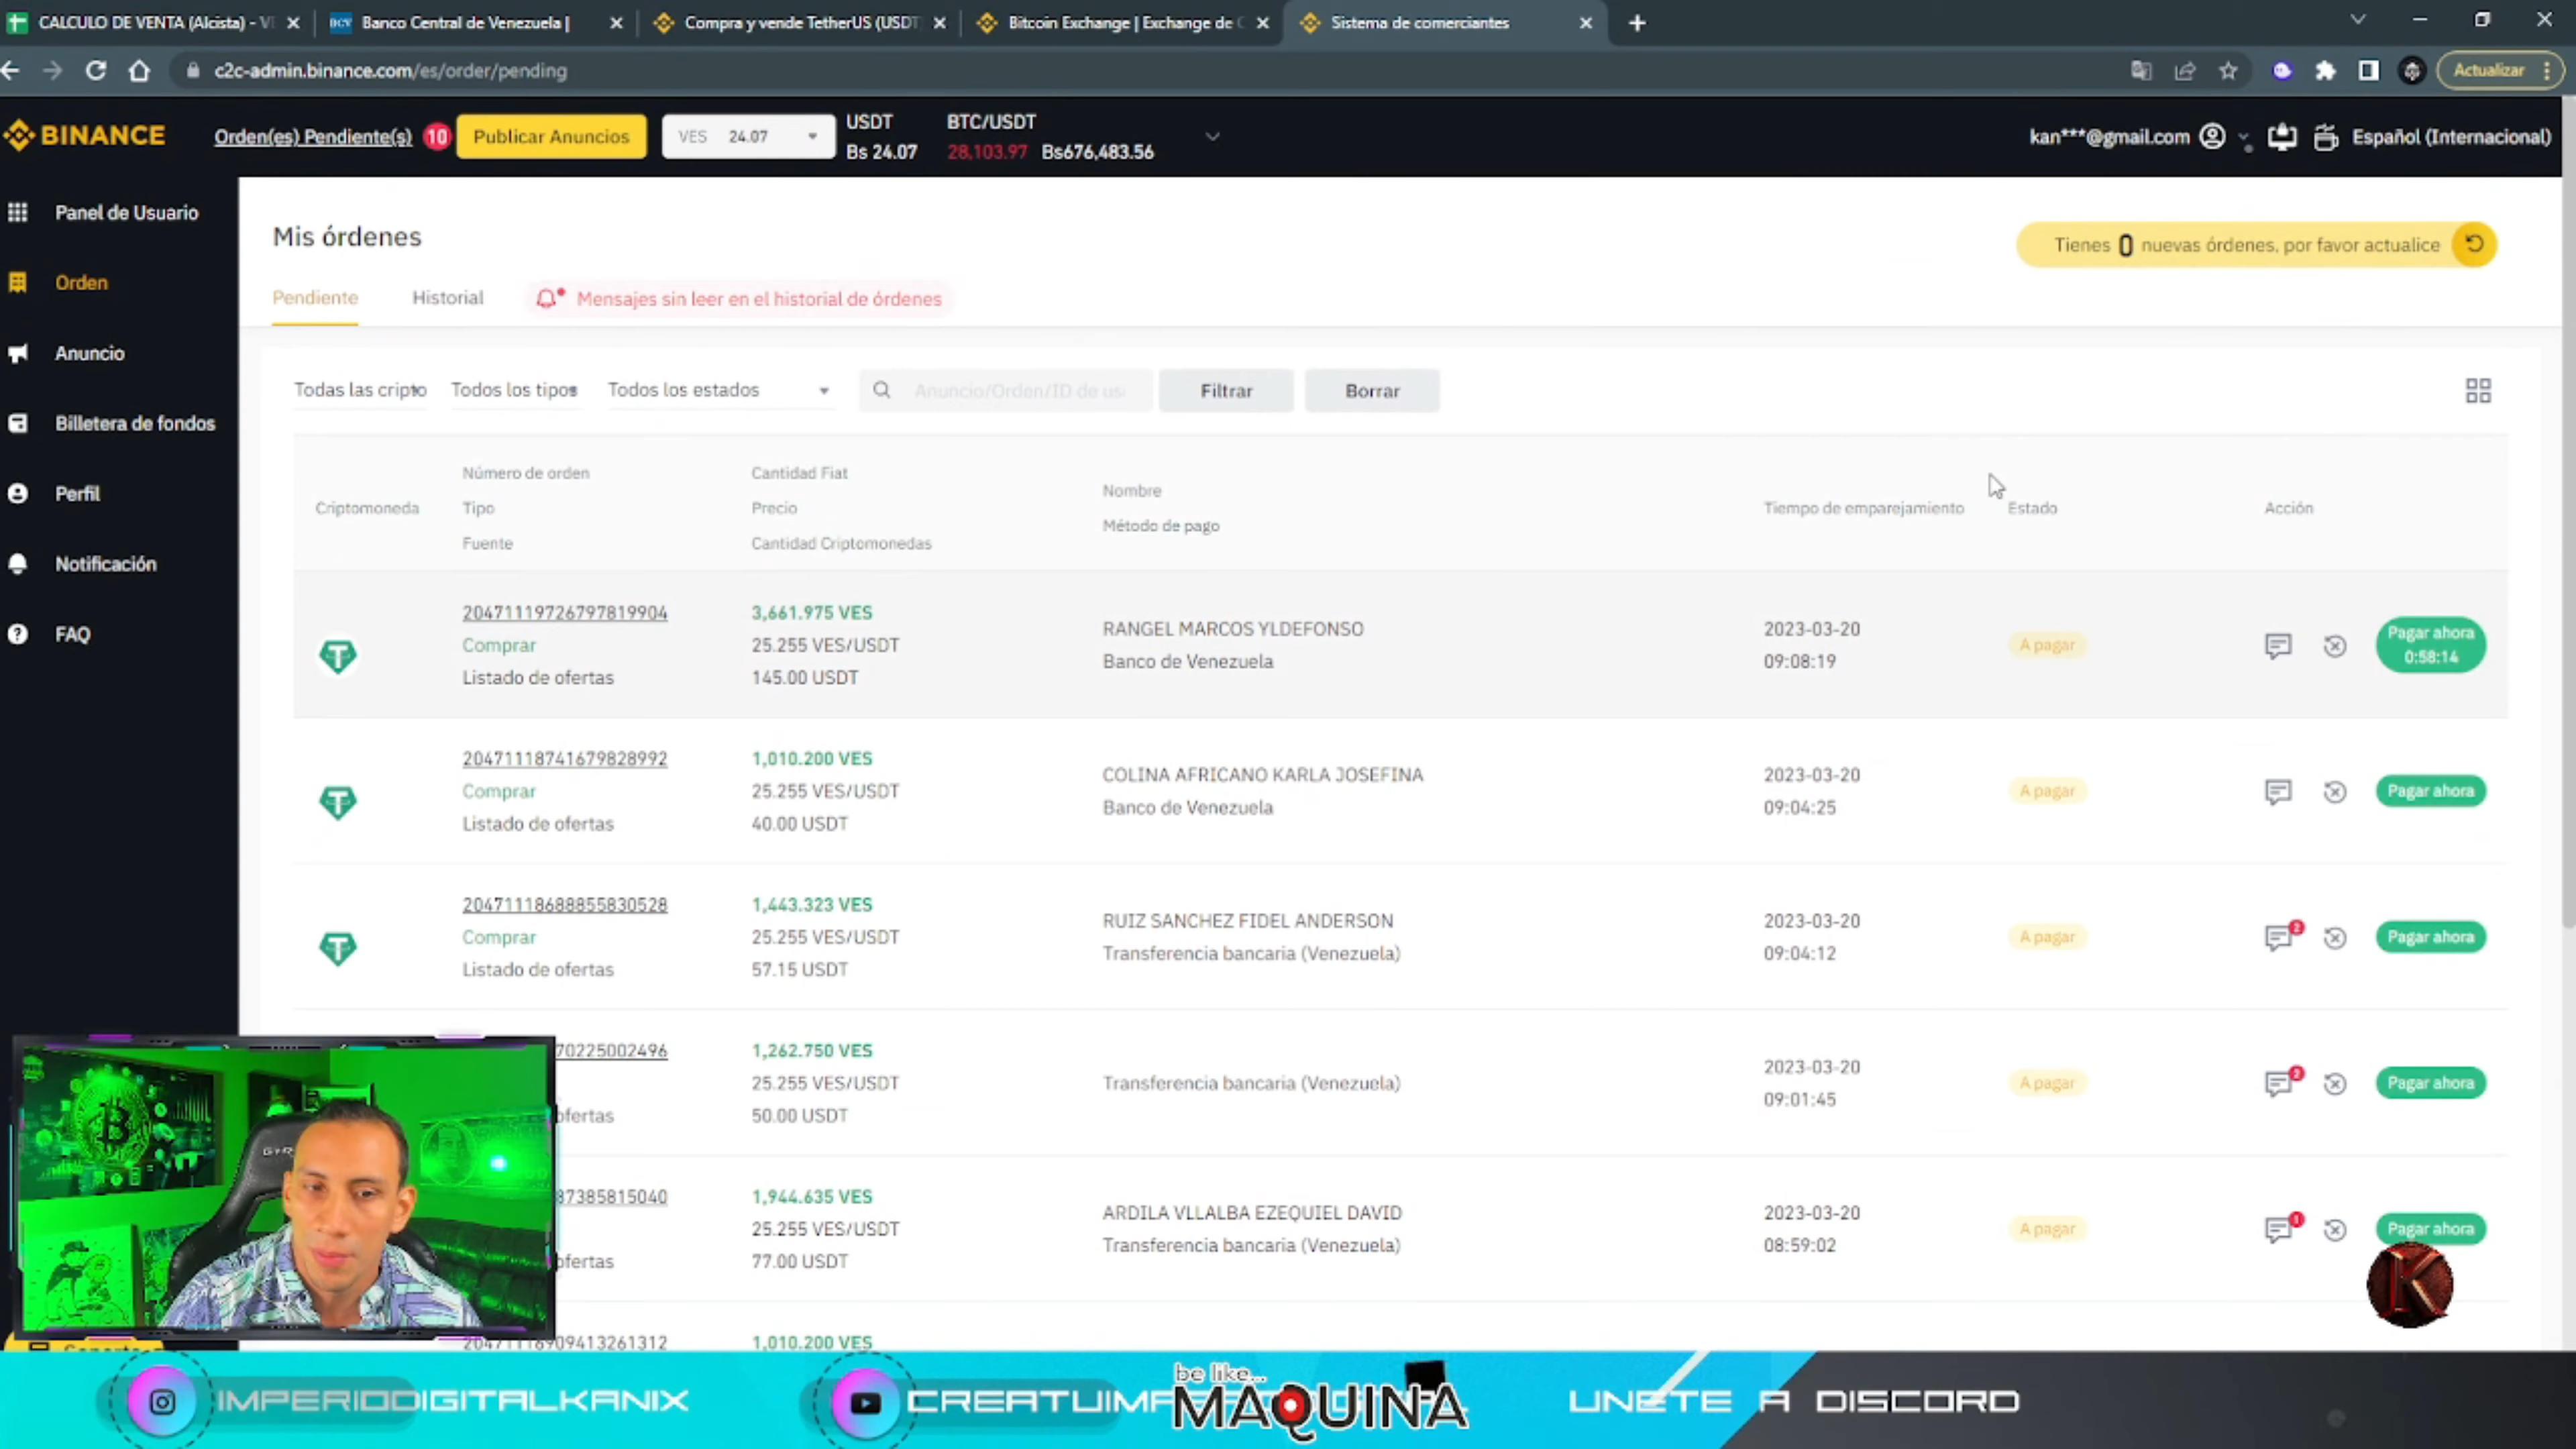 CALCULO DE VENTA (Alcista) - VE
BCV
Banco Central de Venezuela |
Compra y vende TetherUS (USDT
Bitcoin Exchange | Exchange de C
Sistema de comerciantes
c2c-admin.binance.com/es/order/pending
Actualizar
BINANCE
Orden(es) Pendiente(s) 10
Publicar Anuncios
VES 24.07
USDT
Bs 24.07
BTC/USDT
28,103.97 Bs676,483.56
kan***@gmail.com
Español (Internacional)
Panel de Usuario
Orden
Anuncio
Billetera de fondos
Perfil
Notificación
FAQ
Mis órdenes
Tienes 0 nuevas órdenes, por favor actualice
Pendiente
Historial
Mensajes sin leer en el historial de órdenes
Todas las cripto
Todos los tipos
Todos los estados
Anuncio/Orden/ID de usu
Filtrar
Borrar
Criptomoneda
Número de orden
Tipo
Fuente
Cantidad Fiat
Precio
Cantidad Criptomonedas
Nombre
Método de pago
Tiempo de emparejamiento
Estado
Acción
20471119726797819904
Comprar
Listado de ofertas
3,661.975 VES
25.255 VES/USDT
145.00 USDT
RANGEL MARCOS YLDEFONSO
Banco de Venezuela
2023-03-20
09:08:19
A pagar
Pagar ahora
0:58:14
20471118741679828992
Comprar
Listado de ofertas
1,010.200 VES
25.255 VES/USDT
40.00 USDT
COLINA AFRICANO KARLA JOSEFINA
Banco de Venezuela
2023-03-20
09:04:25
A pagar
Pagar ahora
20471118688855830528
Comprar
Listado de ofertas
1,443.323 VES
25.255 VES/USDT
57.15 USDT
RUIZ SANCHEZ FIDEL ANDERSON
Transferencia bancaria (Venezuela)
2023-03-20
09:04:12
A pagar
2
Pagar ahora
70225002496
ofertas
1,262.750 VES
25.255 VES/USDT
50.00 USDT
Transferencia bancaria (Venezuela)
2023-03-20
09:01:45
A pagar
2
Pagar ahora
87385815040
ofertas
1,944.635 VES
25.255 VES/USDT
77.00 USDT
ARDILA VLLALBA EZEQUIEL DAVID
Transferencia bancaria (Venezuela)
2023-03-20
08:59:02
A pagar
1
Pagar ahora
K
20471116909413261312
1,010.200 VES
IMPERIODIGITALKANIX
CREATUIM
be like...
MAQUINA
UNETE A DISCORD